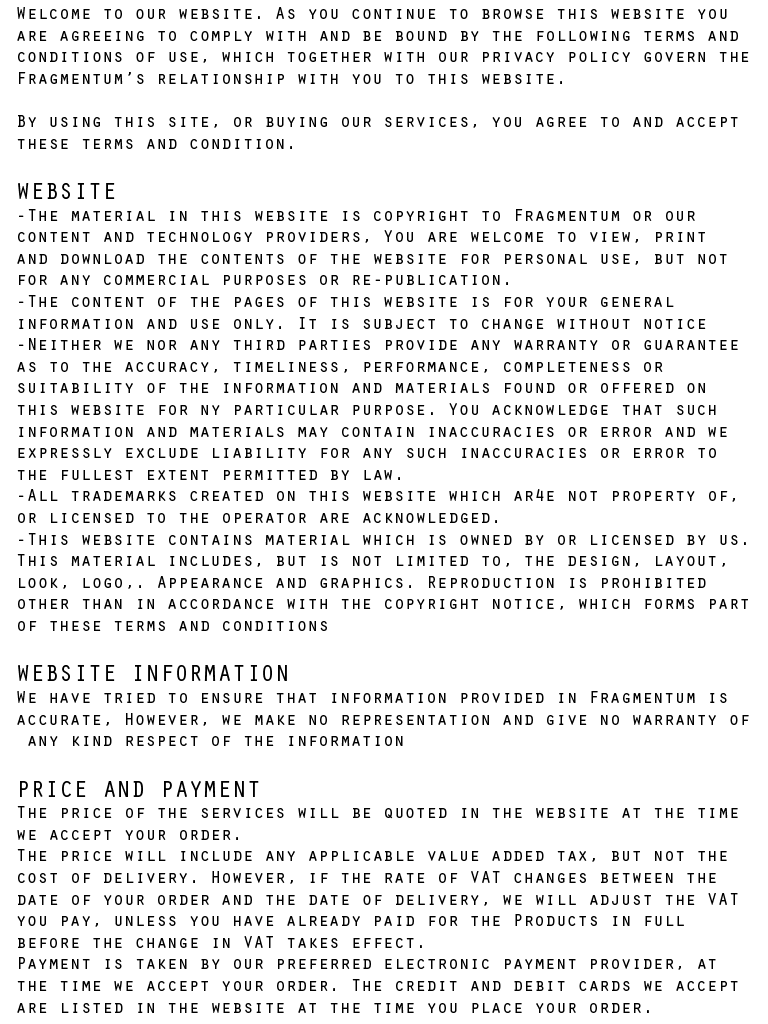 Welcome to our website. As you continue to browse this website you
are agreeing to comply with and be bound by the following terms and
conditions of use, which together with our privacy policy govern the
Fragmentum's relationship with you to this website.
By using this site, or buying our services, you agree to and accept
these terms and condition.
WEBSITE
-The material in this website is copyright to Fragmentum or our
content and technology providers, You are welcome to view, print
and download the contents of the website for personal use, but not
for any commercial purposes or re-publication.
-The content of the pages of this website is for your general
information and use only. It is subject to change without notice
-Neither we nor any third parties provide any warranty or guarantee
as to the accuracy, timeliness, performance, completeness or
suitability of the information and materials found or offered on
this website for ny particular purpose. You acknowledge that such
information and materials may contain inaccuracies or error and we
expressly exclude liability for any such inaccuracies or error to
the fullest extent permitted by law.
-All trademarks created on this website which ar4e not property of,
or licensed to the operator are acknowledged.
-This website contains material which is owned by or licensed by us.
This material includes, but is not limited to, the design, layout,
look, logo,. Appearance and graphics. Reproduction is prohibited
other than in accordance with the copyright notice, which forms part
of these terms and conditions
WEBSITE INFORMATION
We have tried to ensure that information provided in Fragmentum is
accurate, However, we make no representation and give no warranty of
any kind respect of the information
PRICE AND PAYMENT
The price of the services will be quoted in the website at the time
we accept your order.
The price will include any applicable value added tax, but not the
cost of delivery. However, if the rate of VAT changes between the
date of your order and the date of delivery, we will adjust the VAT
you pay, unless you have already paid for the Products in full
before the change in VAT takes effect.
Payment is taken by our preferred electronic payment provider, at
the time we accept your order. The credit and debit cards we accept
are listed in the website at the time you place your order.